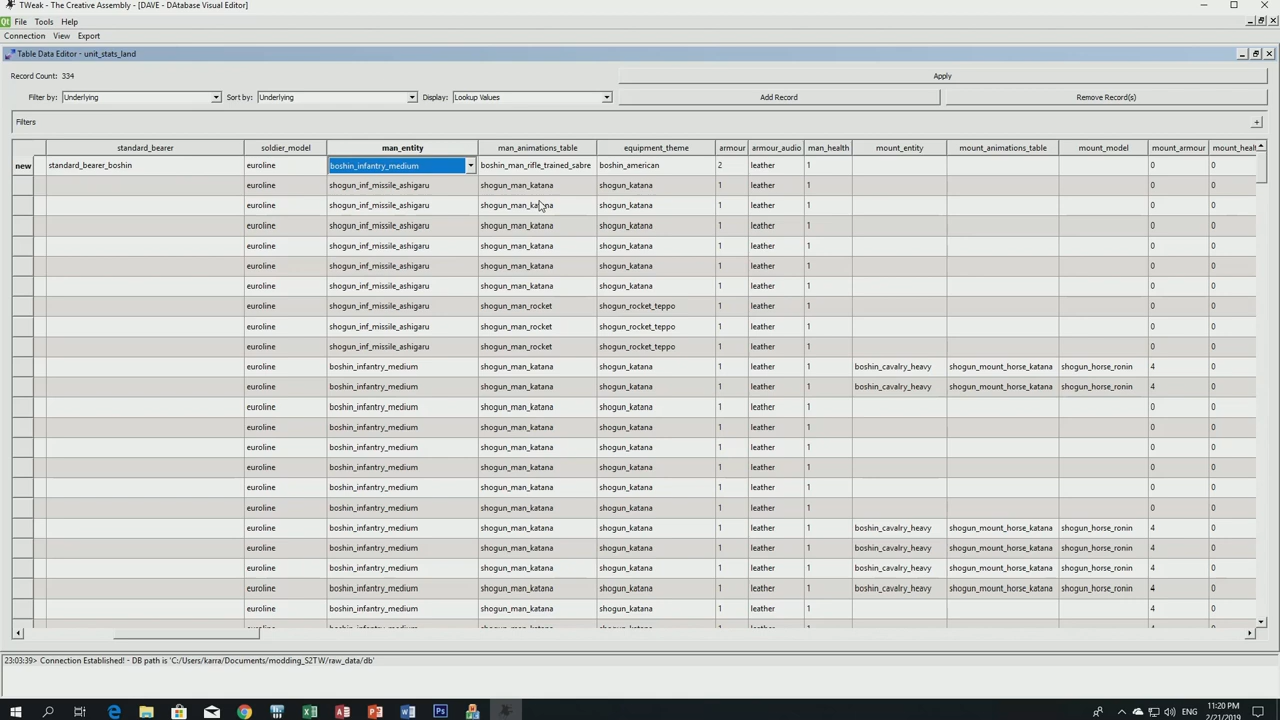 TWeak - The Creative Assembly - [DAVE - DAtabase Visual Editor]
Qt File Tools Help
Connection View Export
Table Data Editor - unit_stats_land
Record Count: 334 Apply
Filter by: Underlying Sort by: Underlying Display: Lookup Values Add Record Remove Record(s)
Filters +
standard_bearer soldier_model man_entity man_animations_table equipment_theme armour armour_audio man_health mount_entity mount_animations_table mount_model mount_armour
new standard_bearer_boshin euroline boshin_infantry_medium boshin_man_rifle_trained_sabre boshin_american 2 leather 1 0 0
euroline shogun_inf_missile_ashigaru shogun_man_katana shogun_katana 1 leather 1 0 0
euroline shogun_inf_missile_ashigaru shogun_man_katana shogun_katana 1 leather 1 0 0
euroline shogun_inf_missile_ashigaru shogun_man_katana shogun_katana 1 leather 1 0 0
euroline shogun_inf_missile_ashigaru shogun_man_katana shogun_katana 1 leather 1 0 0
euroline shogun_inf_missile_ashigaru shogun_man_katana shogun_katana 1 leather 1 0 0
euroline shogun_inf_missile_ashigaru shogun_man_katana shogun_katana 1 leather 1 0 0
euroline shogun_inf_missile_ashigaru shogun_man_rocket shogun_rocket_teppo 1 leather 1 0 0
euroline shogun_inf_missile_ashigaru shogun_man_rocket shogun_rocket_teppo 1 leather 1 0 0
euroline shogun_inf_missile_ashigaru shogun_man_rocket shogun_rocket_teppo 1 leather 1 0 0
euroline boshin_infantry_medium shogun_man_katana shogun_katana 1 leather 1 boshin_cavalry_heavy shogun_mount_horse_katana shogun_horse_ronin 4 0
euroline boshin_infantry_medium shogun_man_katana shogun_katana 1 leather 1 boshin_cavalry_heavy shogun_mount_horse_katana shogun_horse_ronin 4 0
euroline boshin_infantry_medium shogun_man_katana shogun_katana 1 leather 1 0 0
euroline boshin_infantry_medium shogun_man_katana shogun_katana 1 leather 1 0 0
euroline boshin_infantry_medium shogun_man_katana shogun_katana 1 leather 1 0 0
euroline boshin_infantry_medium shogun_man_katana shogun_katana 1 leather 1 0 0
euroline boshin_infantry_medium shogun_man_katana shogun_katana 1 leather 1 0 0
euroline boshin_infantry_medium shogun_man_katana shogun_katana 1 leather 1 0 0
euroline boshin_infantry_medium shogun_man_katana shogun_katana 1 leather 1 boshin_cavalry_heavy shogun_mount_horse_katana shogun_horse_ronin 4 0
euroline boshin_infantry_medium shogun_man_katana shogun_katana 1 leather 1 boshin_cavalry_heavy shogun_mount_horse_katana shogun_horse_ronin 4 0
euroline boshin_infantry_medium shogun_man_katana shogun_katana 1 leather 1 boshin_cavalry_heavy shogun_mount_horse_katana shogun_horse_ronin 4 0
euroline boshin_infantry_medium shogun_man_katana shogun_katana 1 leather 1 boshin_cavalry_heavy shogun_mount_horse_katana shogun_horse_ronin 4 0
euroline boshin_infantry_medium shogun_man_katana shogun_katana 1 leather 1 4 0
23:03:39> Connection Established! - DB path is 'C:/Users/karra/Documents/modding_S2TW/raw_data/db'
ENG 11:20 PM
2/21/2019